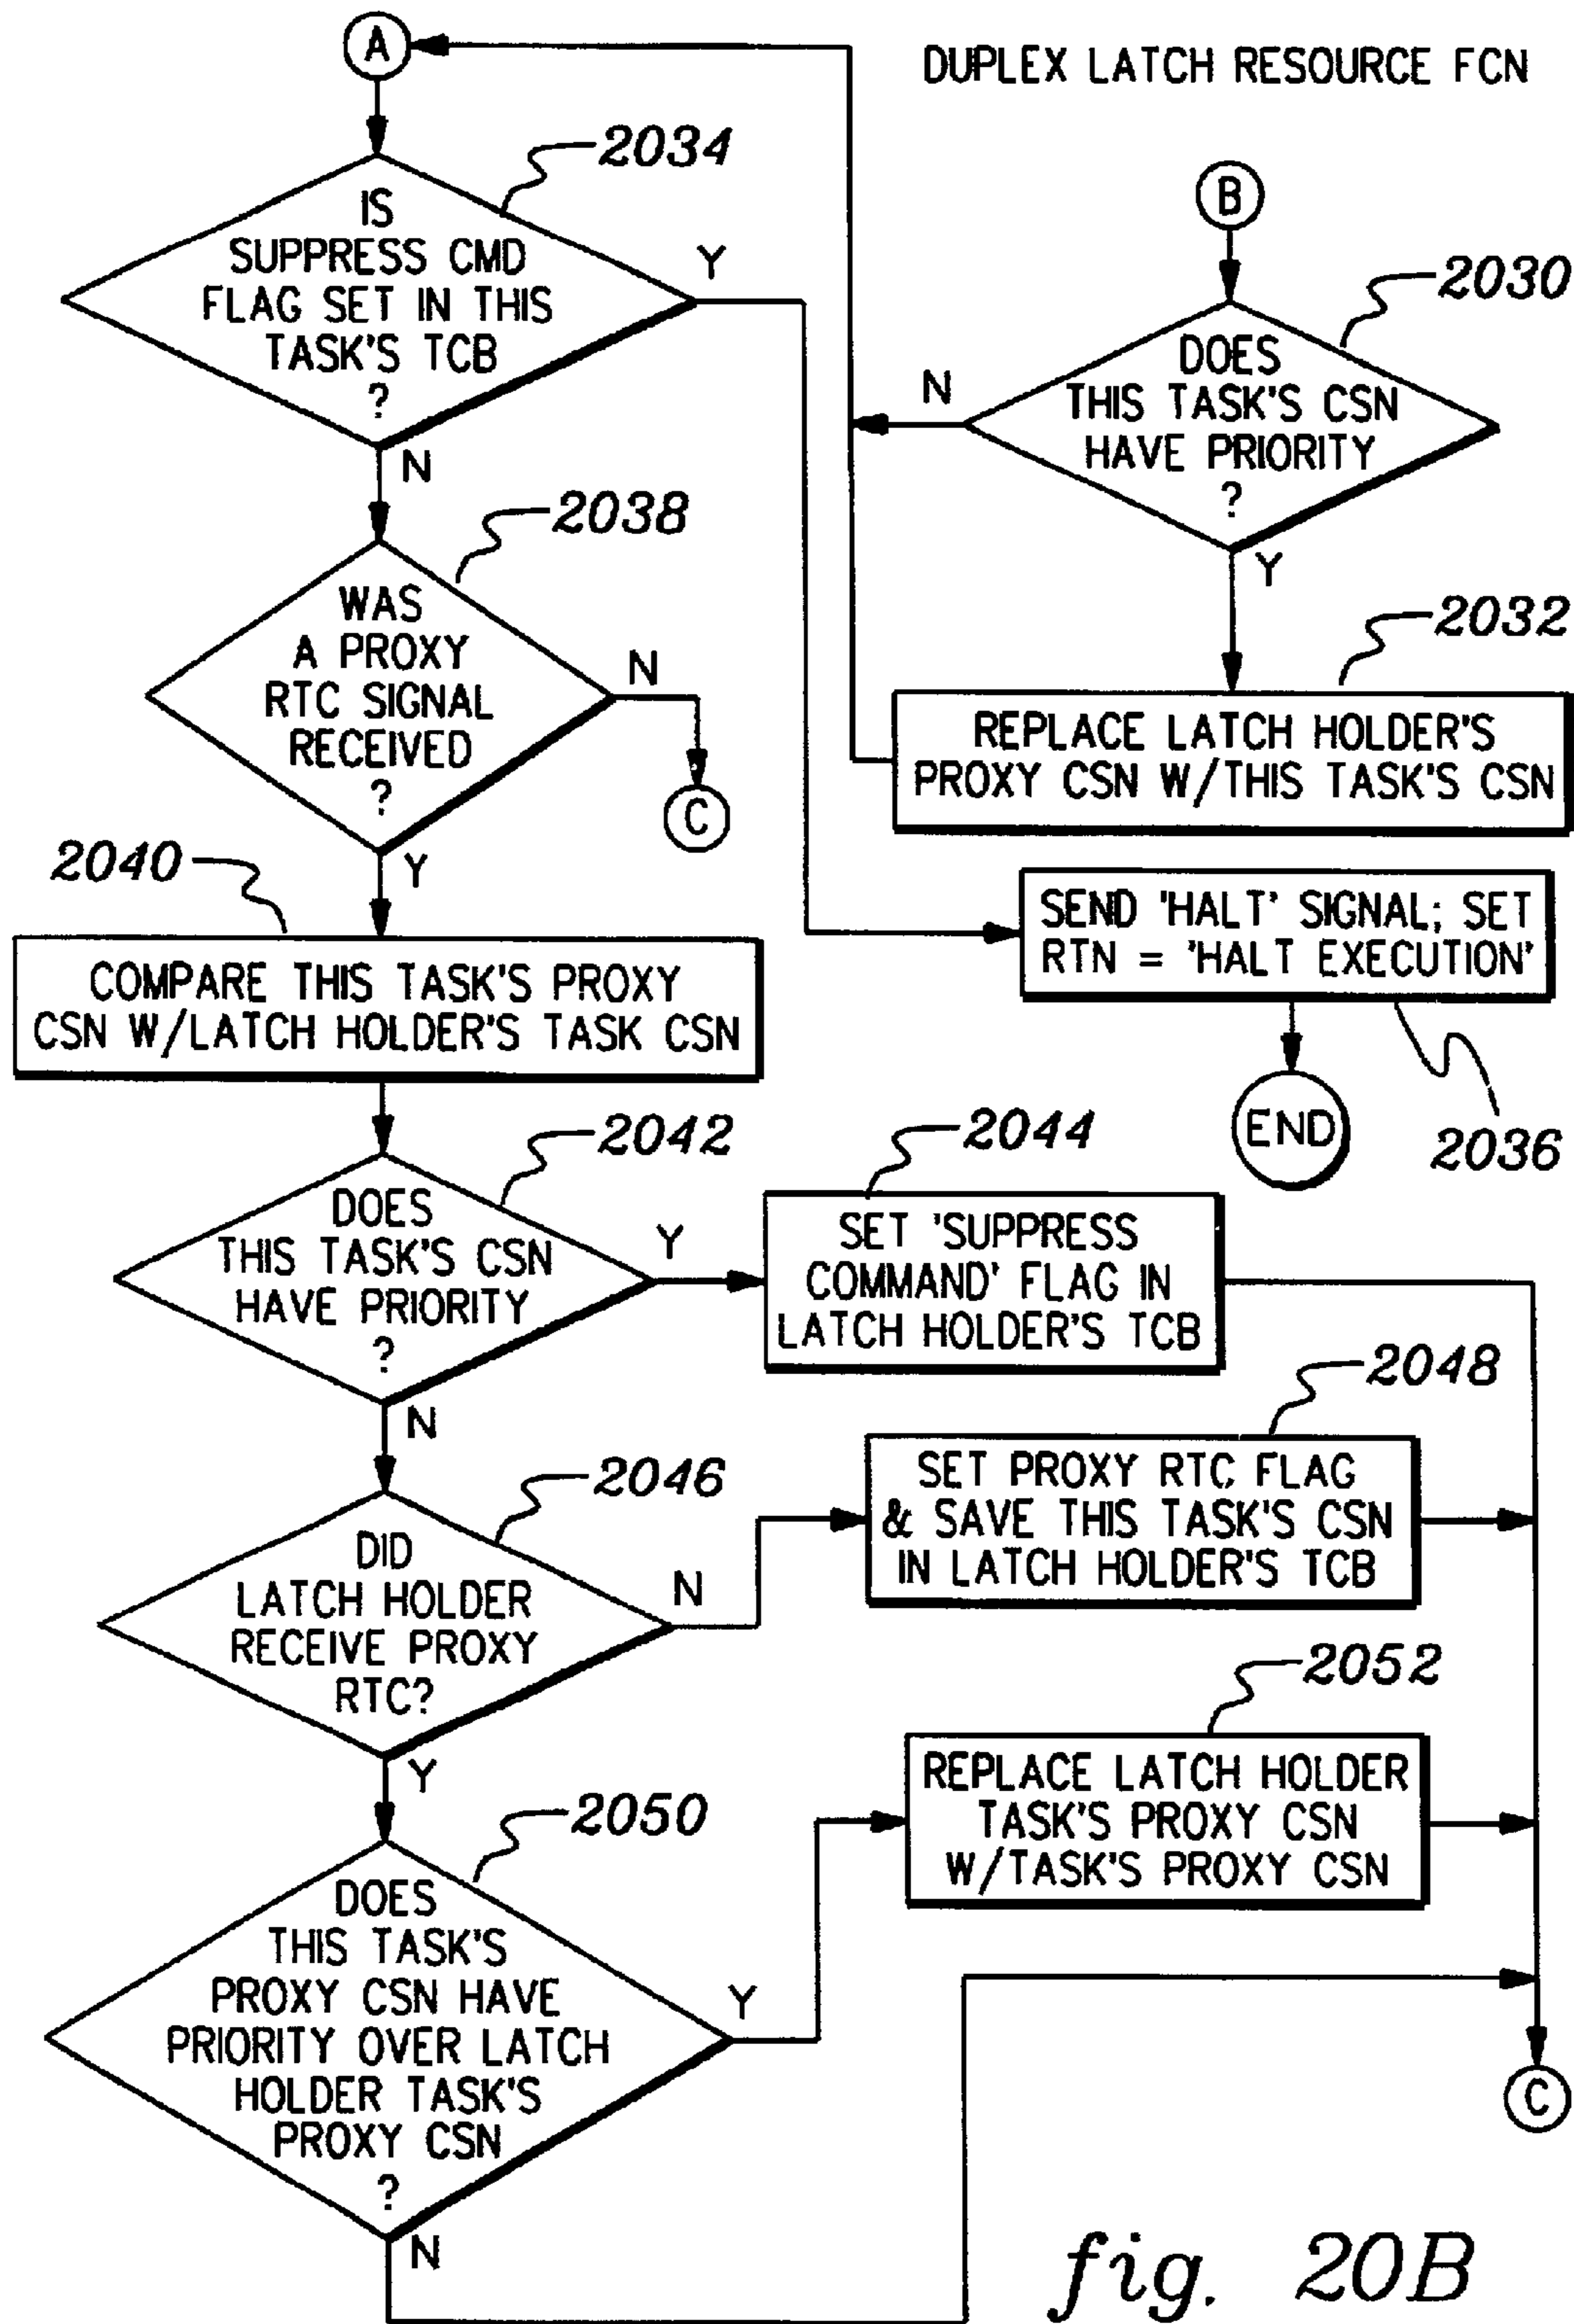 A
DUPLEX LATCH RESOURCE FCN
2034
IS
SUPPRESS CMD
FLAG SET IN THIS
TASK'S TCB
?
Y
N
B
2030
DOES
THIS TASK'S CSN
HAVE PRIORITY
?
N
Y
2038
WAS
A PROXY
RTC SIGNAL
RECEIVED
?
N
C
Y
2032
REPLACE LATCH HOLDER'S
PROXY CSN W/THIS TASK'S CSN
2040
COMPARE THIS TASK'S PROXY
CSN W/LATCH HOLDER'S TASK CSN
SEND 'HALT' SIGNAL; SET
RTN = 'HALT EXECUTION'
END
2036
2042
DOES
THIS TASK'S CSN
HAVE PRIORITY
?
Y
N
2044
SET 'SUPPRESS
COMMAND' FLAG IN
LATCH HOLDER'S TCB
2046
DID
LATCH HOLDER
RECEIVE PROXY
RTC?
N
Y
2048
SET PROXY RTC FLAG
& SAVE THIS TASK'S CSN
IN LATCH HOLDER'S TCB
2050
DOES
THIS TASK'S
PROXY CSN HAVE
PRIORITY OVER LATCH
HOLDER TASK'S
PROXY CSN
?
Y
N
2052
REPLACE LATCH HOLDER
TASK'S PROXY CSN
W/TASK'S PROXY CSN
C
fig. 20B